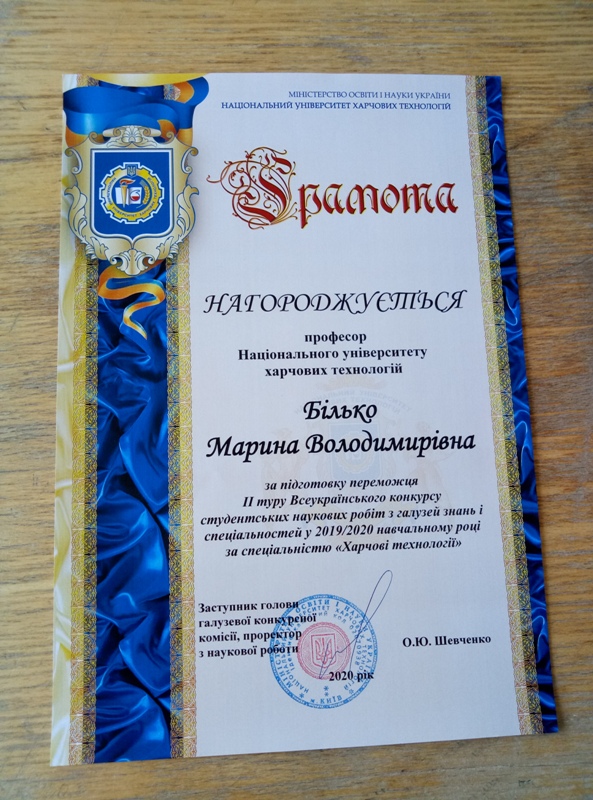 МІНІСТЕРСТВО ОСВІТИ І НАУКИ УКРАЇНИ
НАЦІОНАЛЬНИЙ УНІВЕРСИТЕТ ХАРЧОВИХ ТЕХНОЛОГІЙ
Грамота
НАГОРОДЖУЄТЬСЯ
професор
Національного університету
харчових технологій
Білько
Марина Володимирівна
за підготовку переможця
ІІ туру Всеукраїнського конкурсу
студентських наукових робіт з галузей знань і
спеціальностей у 2019/2020 навчальному році
за спеціальністю «Харчові технології»
Заступник голови
галузевої конкурсної
комісії, проректор
з наукової роботи
О.Ю. Шевченко
2020 рік